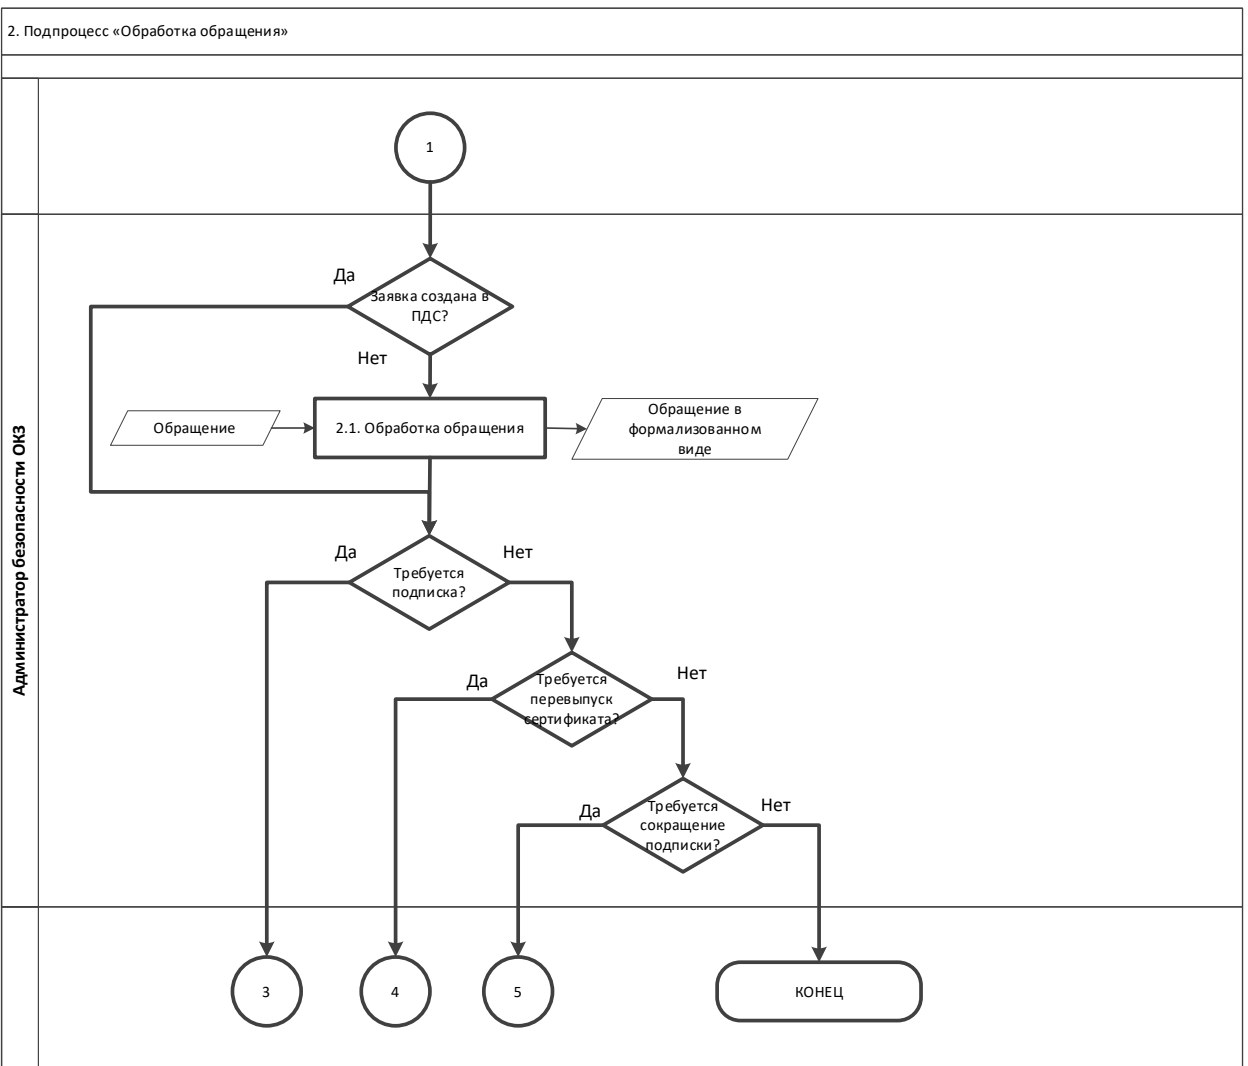 2. Подпроцесс «Обработка обращения»
1
Да
Заявка создана в
ПДС?
Нет
Обращение
2.1. Обработка обращения
Обращение в
формализованном
виде
Администратор безопасности ОКЗ
Да
Нет
Требуется
подписка?
Да
Нет
Требуется
перевыпуск
сертификата?
Да
Нет
Требуется
сокращение
подписки?
3
4
5
КОНЕЦ